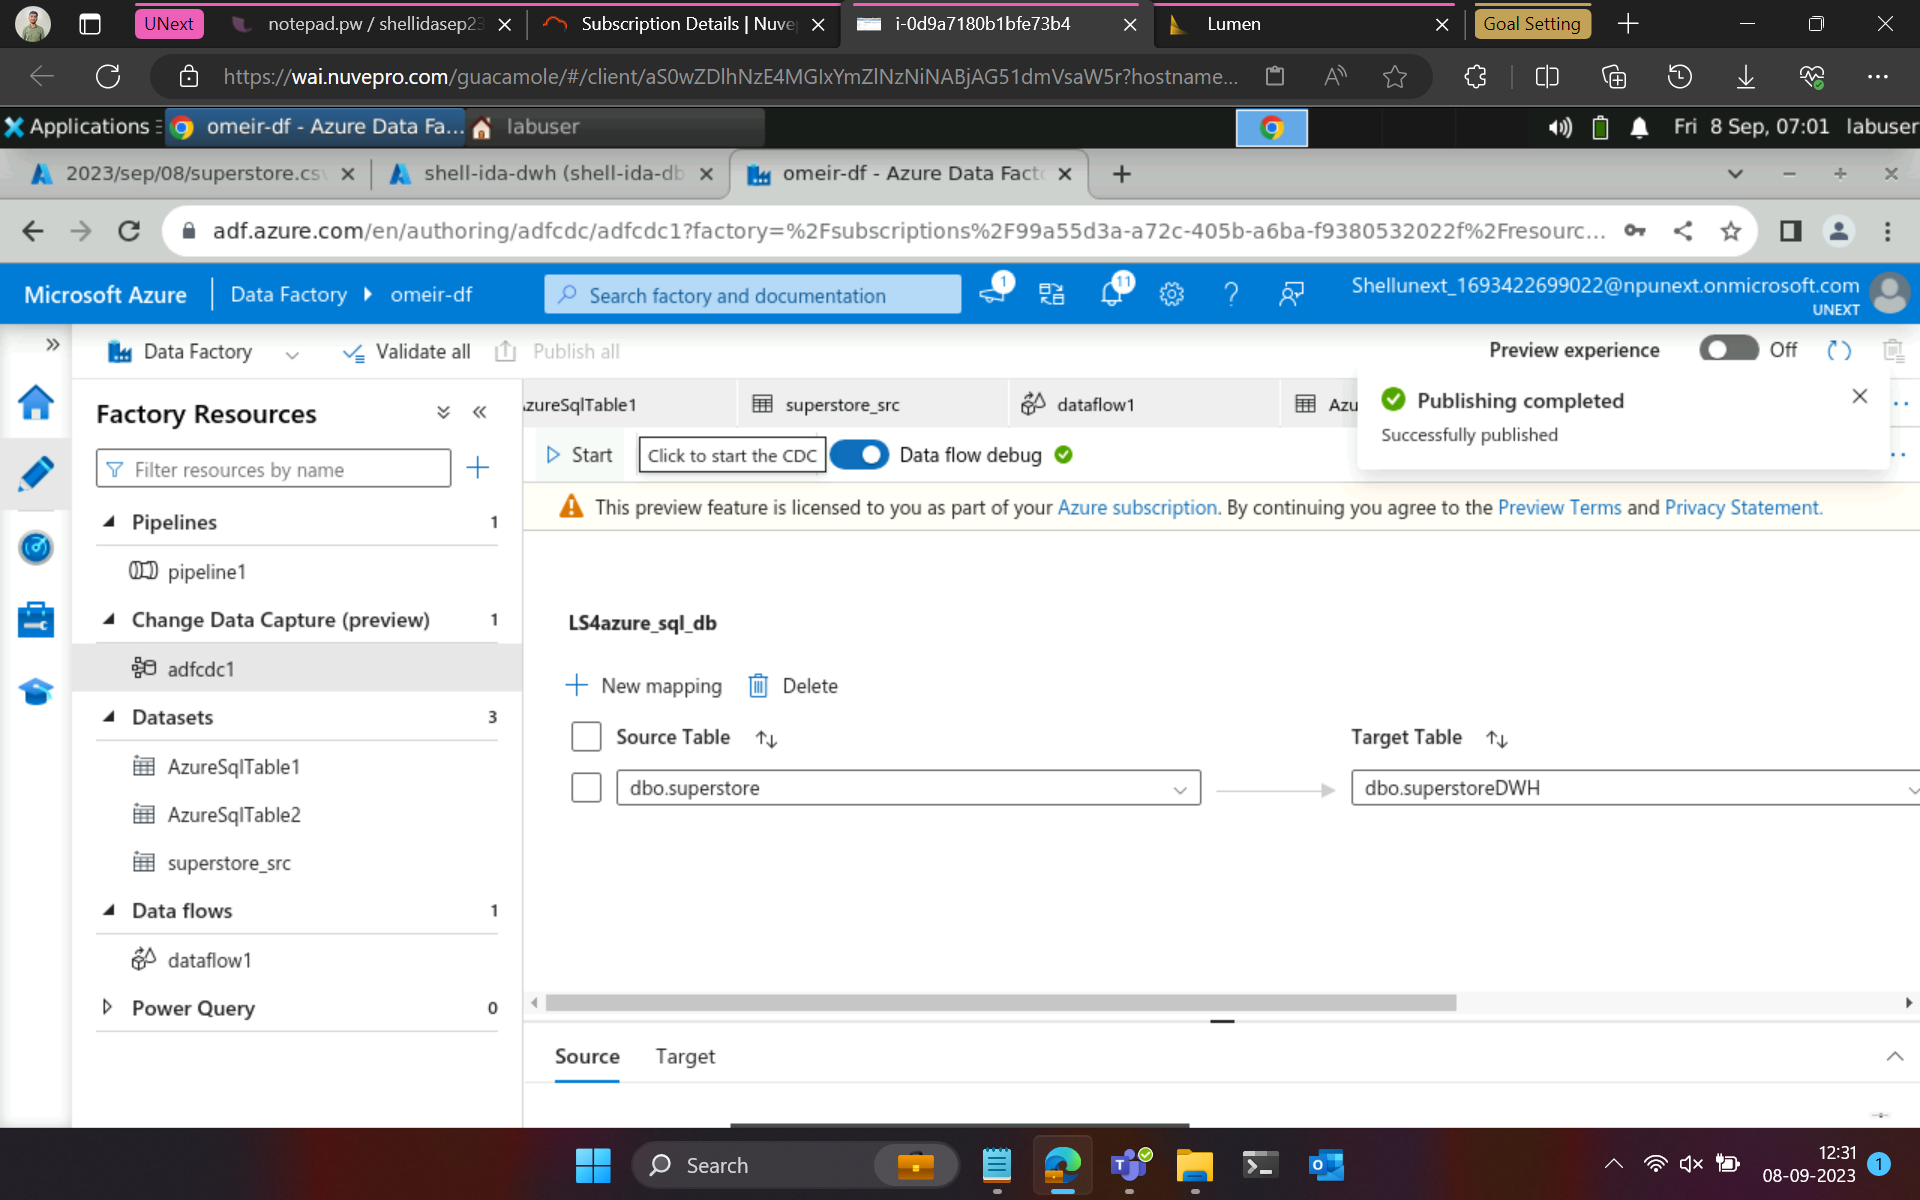 UNext
notepad.pw / shellidasep23
Subscription Details | Nuvep
i-0d9a7180b1bfe73b4
Lumen
Goal Setting
https://wai.nuvepro.com/guacamole/#/client/aS0wZDlhNzE4MGIxYmZlNzNiNABjAG51dmVsaW5r?hostname...
Applications
omeir-df - Azure Data Fa...
labuser
Fri 8 Sep, 07:01
labuser
2023/sep/08/superstore.csv
shell-ida-dwh (shell-ida-db
omeir-df - Azure Data Facto
adf.azure.com/en/authoring/adfcdc/adfcdc1?factory=%2Fsubscriptions%2F99a55d3a-a72c-405b-a6ba-f9380532022f%2Fresourc...
Microsoft Azure
Data Factory
omeir-df
Search factory and documentation
1
11
Shellunext_1693422699022@npunext.onmicrosoft.com
UNEXT
Data Factory
Validate all
Publish all
Preview experience
Off
Factory Resources
AzureSqlTable1
superstore_src
dataflow1
Azu
Publishing completed
Successfully published
Filter resources by name
Start
Click to start the CDC
Data flow debug
This preview feature is licensed to you as part of your Azure subscription. By continuing you agree to the Preview Terms and Privacy Statement.
Pipelines 1
pipeline1
Change Data Capture (preview) 1
adfcdc1
Datasets 3
AzureSqlTable1
AzureSqlTable2
superstore_src
Data flows 1
dataflow1
Power Query 0
LS4azure_sql_db
New mapping
Delete
Source Table
Target Table
dbo.superstore
dbo.superstoreDWH
Source
Target
Search
12:31
08-09-2023
1